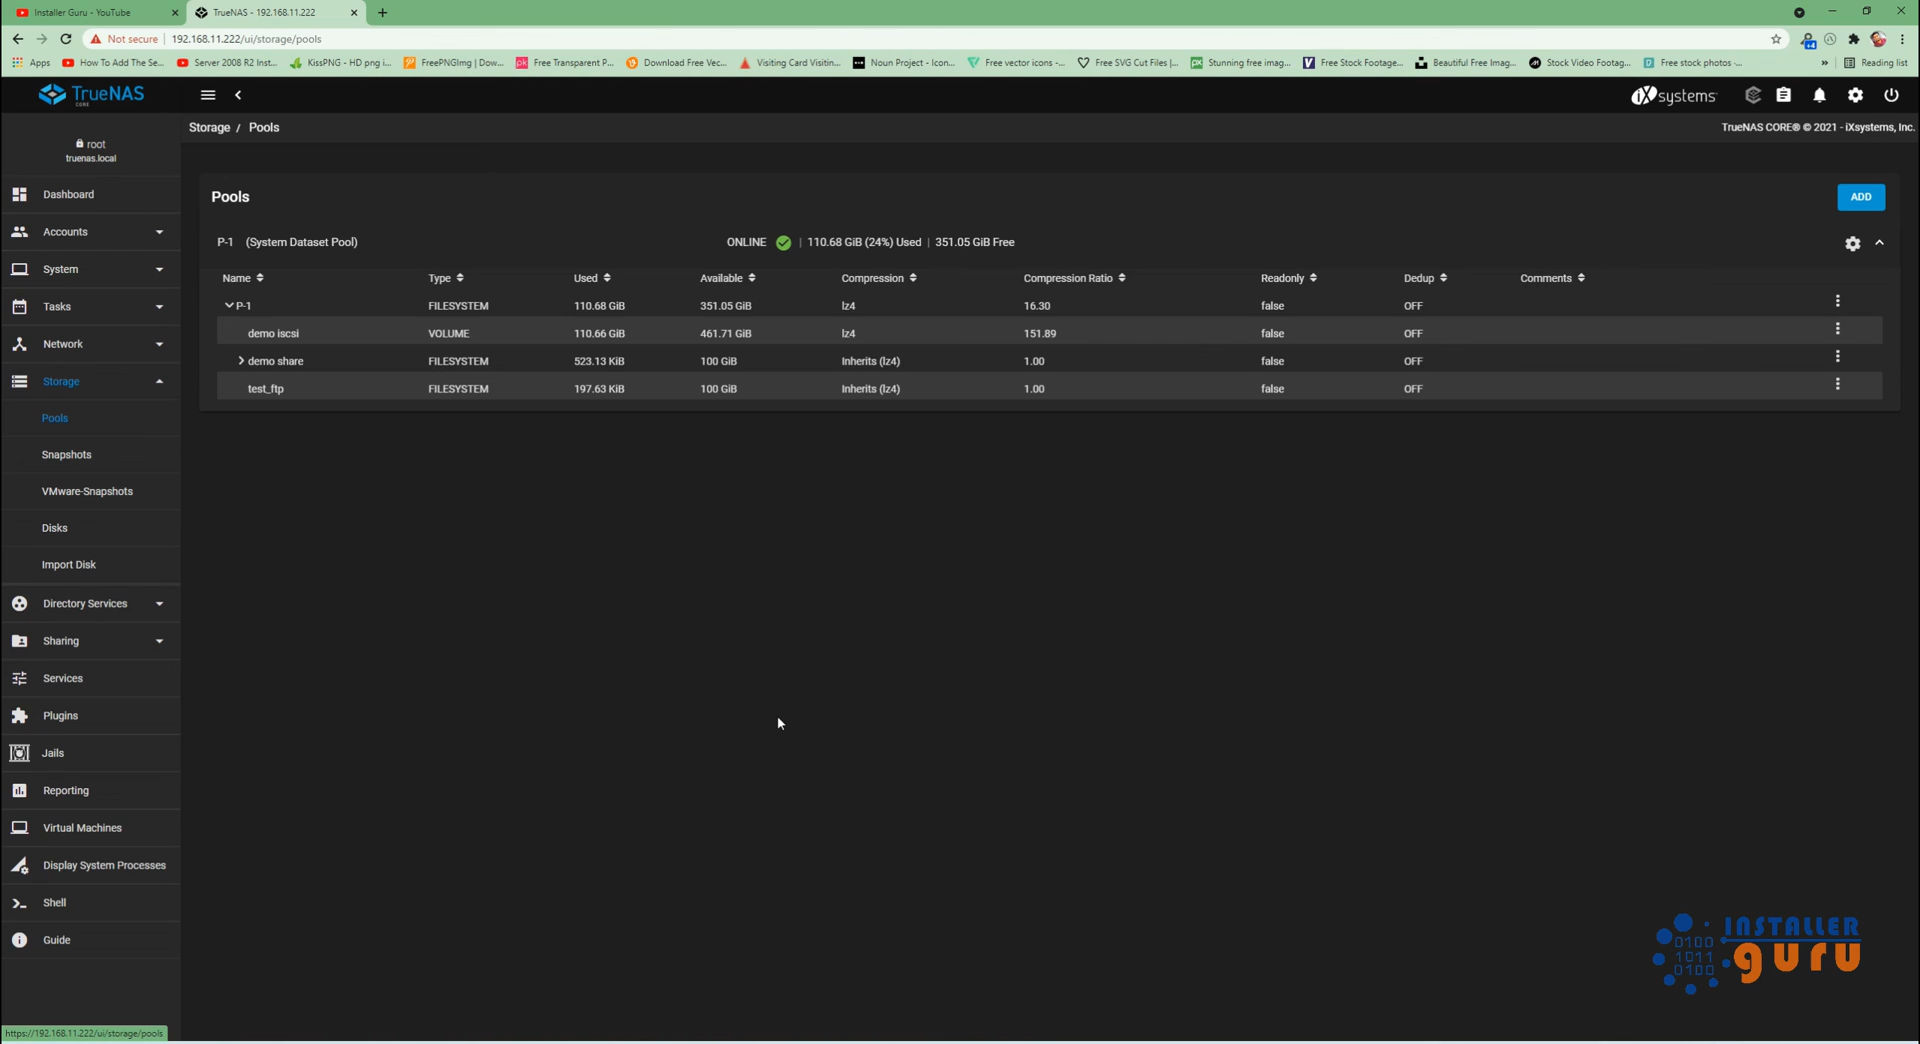 Installer Guru - YouTube
TrueNAS - 192.168.11.222
Not secure
192.168.11.222/ui/storage/pools
Apps
How To Add The Se...
Server 2008 R2 Inst...
KissPNG - HD png i...
FreePNGImg | Dow...
Free Transparent P...
Download Free Vec...
Visiting Card Visitin...
Noun Project - Icon...
Free vector icons -...
Free SVG Cut Files |...
Stunning free imag...
Free Stock Footage...
Beautiful Free Imag...
Stock Video Footag...
Free stock photos -...
Reading list
TrueNAS
CORE
iXsystems
Storage / Pools
TrueNAS CORE® © 2021 - iXsystems, Inc.
root
truenas.local
Dashboard
Accounts
System
Tasks
Network
Storage
Pools
Snapshots
VMware-Snapshots
Disks
Import Disk
Directory Services
Sharing
Services
Plugins
Jails
Reporting
Virtual Machines
Display System Processes
Shell
Guide
Pools
ADD
P-1 (System Dataset Pool)
ONLINE | 110.68 GiB (24%) Used | 351.05 GiB Free
Name Type Used Available Compression Compression Ratio Readonly Dedup Comments
P-1 FILESYSTEM 110.68 GiB 351.05 GiB lz4 16.30 false OFF
demo iscsi VOLUME 110.66 GiB 461.71 GiB lz4 151.89 false OFF
demo share FILESYSTEM 523.13 KiB 100 GiB Inherits (lz4) 1.00 false OFF
test_ftp FILESYSTEM 197.63 KiB 100 GiB Inherits (lz4) 1.00 false OFF
INSTALLER
guru
0100
1011
0100
https://192.168.11.222/ui/storage/pools